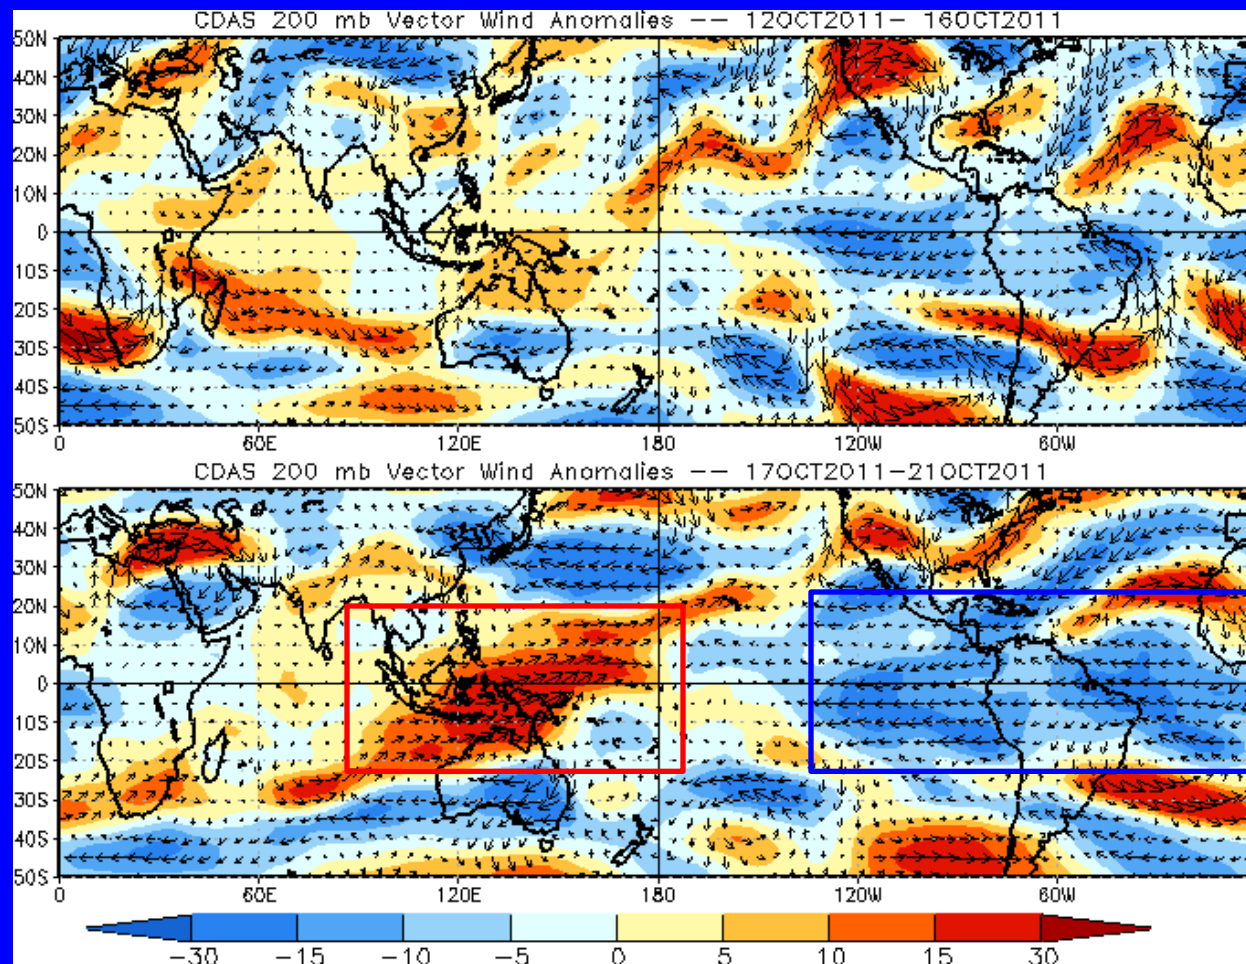 CDAS 200 mb Vector Wind Anomalies -- 12OCT2011- 16OCT2011
50N
40N
30N
20N
10N
0
10S
20S
30S
40S
50S
0 60E 120E 180 120W 60W
CDAS 200 mb Vector Wind Anomalies -- 17OCT2011-21OCT2011
50N
40N
30N
20N
10N
0
10S
20S
30S
40S
50S
0 60E 120E 180 120W 60W
-30 -15 -10 -5 0 5 10 15 30